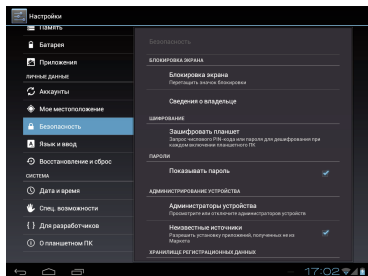 Настройки
Память
Батарея
Приложения
ЛИЧНЫЕ ДАННЫЕ
Аккаунты
Мое местоположение
Безопасность
Язык и ввод
Восстановление и сброс
СИСТЕМА
Дата и время
Спец. возможности
Для разработчиков
О планшетном ПК
Безопасность
БЛОКИРОВКА ЭКРАНА
Блокировка экрана
Перетащить значок блокировки
Сведения о владельце
ШИФРОВАНИЕ
Зашифровать планшет
Запрос числового PIN-кода или пароля для дешифрования при
каждом включении планшетного ПК
ПАРОЛИ
Показывать пароль
АДМИНИСТРИРОВАНИЕ УСТРОЙСТВА
Администраторы устройства
Просмотрите или отключите администраторов устройств
Неизвестные источники
Разрешить установку приложений, полученных не из
Маркета
ХРАНИЛИЩЕ РЕГИСТРАЦИОННЫХ ДАННЫХ
17:02